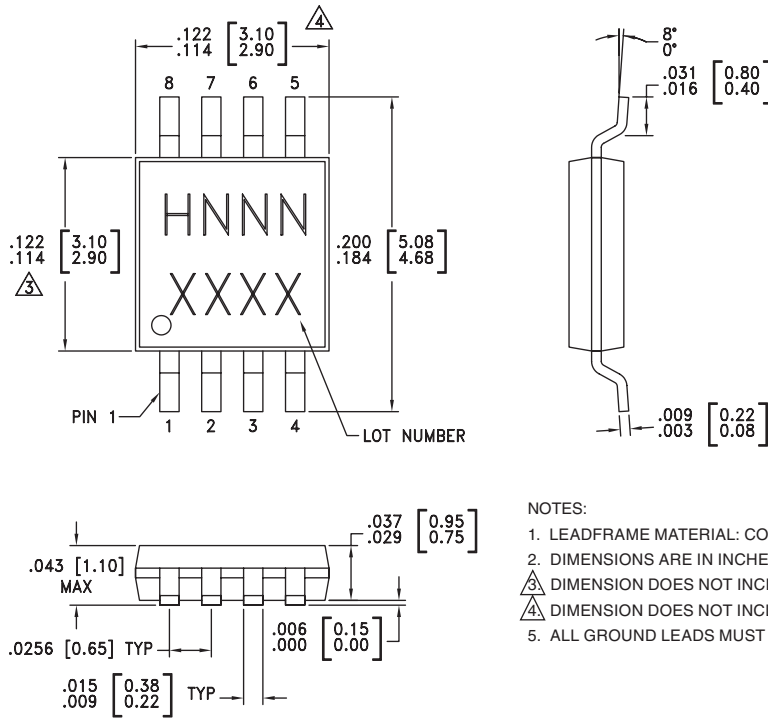 .122 [3.10]
.114 [2.90]
4
8 7 6 5
HNNN
XXXX
.122 [3.10]
.114 [2.90]
3
.200 [5.08]
.184 [4.68]
PIN 1
1 2 3 4
LOT NUMBER
8°
0°
.031 [0.80]
.016 [0.40]
.009 [0.22]
.003 [0.08]
.043 [1.10]
MAX
.037 [0.95]
.029 [0.75]
.0256 [0.65] TYP
.006 [0.15]
.000 [0.00]
.015 [0.38]
.009 [0.22]
TYP
NOTES:
1. LEADFRAME MATERIAL: CO
2. DIMENSIONS ARE IN INCHE
3. DIMENSION DOES NOT INCL
4. DIMENSION DOES NOT INCL
5. ALL GROUND LEADS MUST